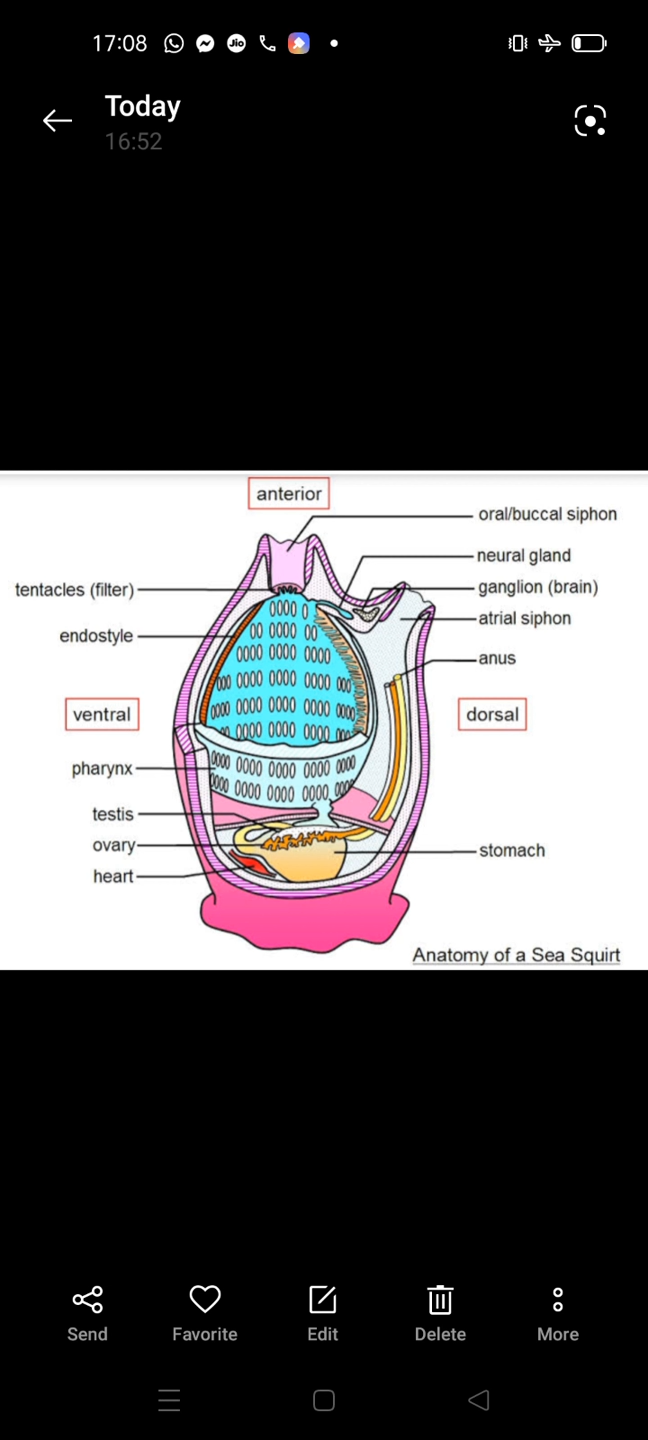 17:08
Jio
Today
16:52
anterior
oral/buccal siphon
neural gland
tentacles (filter)
ganglion (brain)
atrial siphon
endostyle
anus
ventral
dorsal
pharynx
testis
ovary
stomach
heart
Anatomy of a Sea Squirt
Send
Favorite
Edit
Delete
More